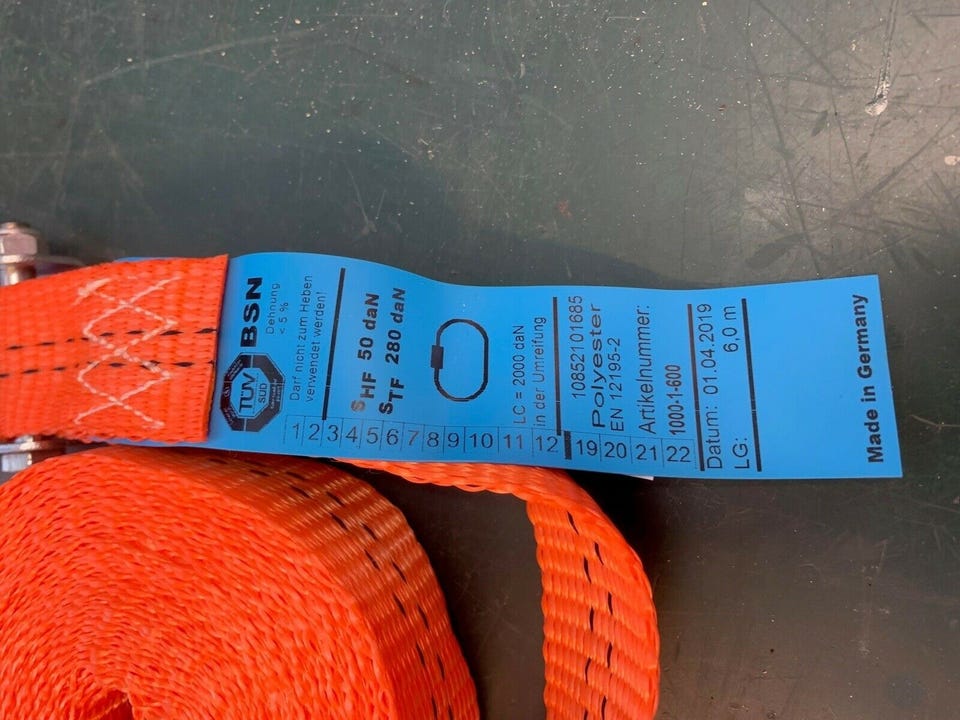 TÜV
SÜD
BSN
Dehnung
< 5 %
Darf nicht zum Heben
verwendet werden!
SHF 50 daN
STF 280 daN
LC = 2000 daN
in der Umreifung
1 2 3 4 5 6 7 8 9 10 11 12 19 20 21 22
10852101685
Polyester
EN 12195-2
Artikelnummer:
1000-1-600
Datum: 01.04.2019
LG: 6,0 m
Made in Germany